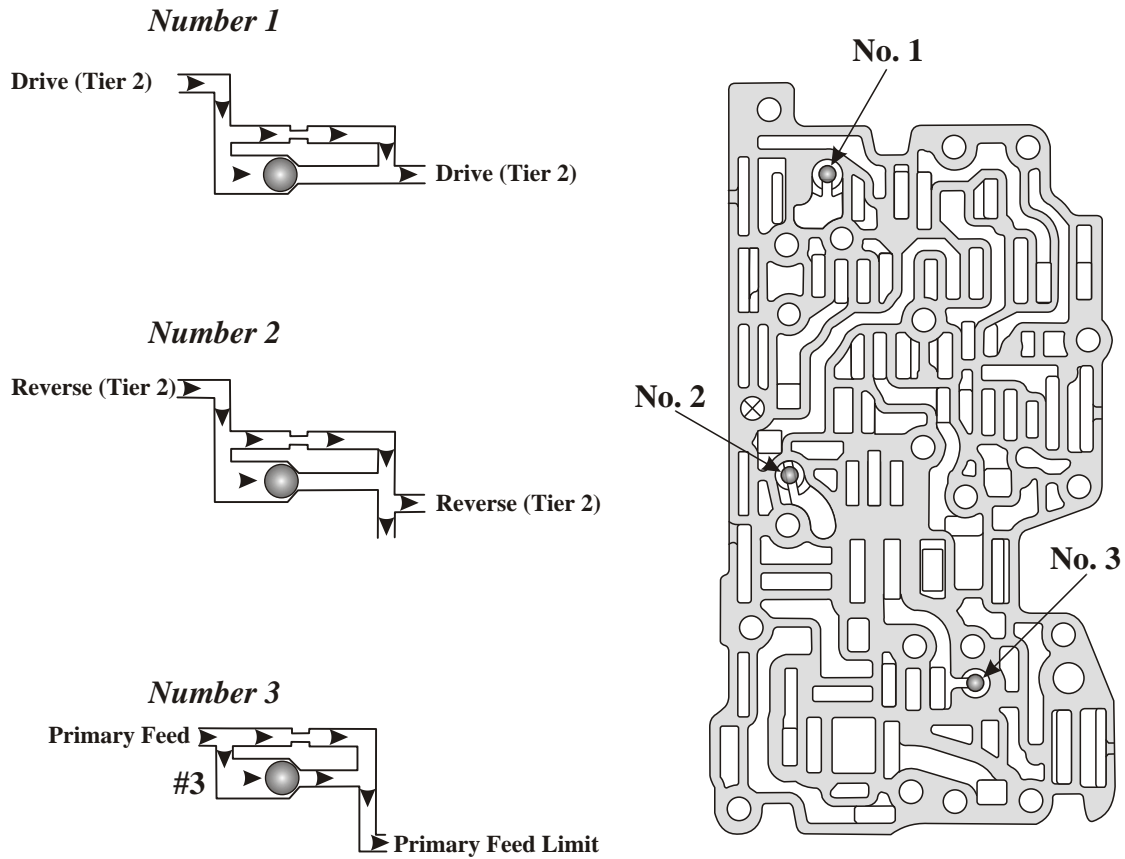 Number 1
Drive (Tier 2)
Drive (Tier 2)
Number 2
Reverse (Tier 2)
Reverse (Tier 2)
Number 3
Primary Feed
#3
Primary Feed Limit
No. 1
No. 2
No. 3